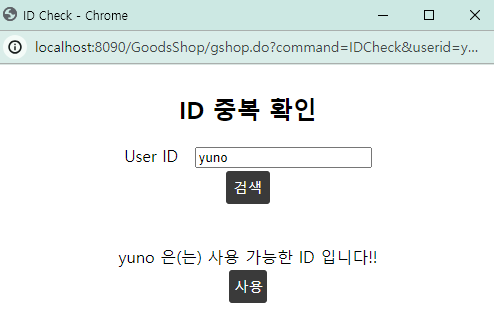 ID Check - Chrome
localhost:8090/GoodsShop/gshop.do?command=IDCheck&userid=y...
ID 중복 확인
User ID yuno
검색
yuno 은(는) 사용 가능한 ID 입니다!!
사용